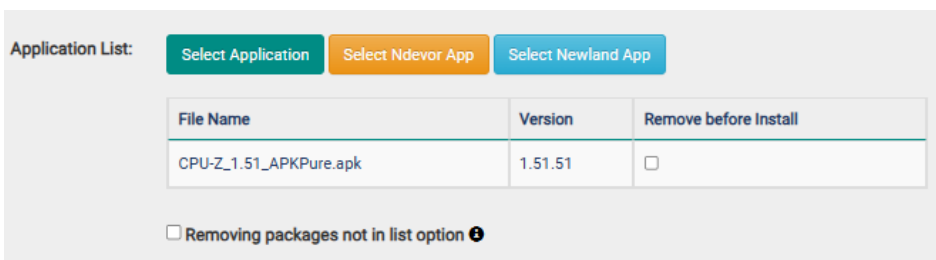 Application List:
Select Application
Select Ndevor App
Select Newland App
File Name
Version
Remove before Install
CPU-Z_1.51_APKPure.apk
1.51.51
Removing packages not in list option